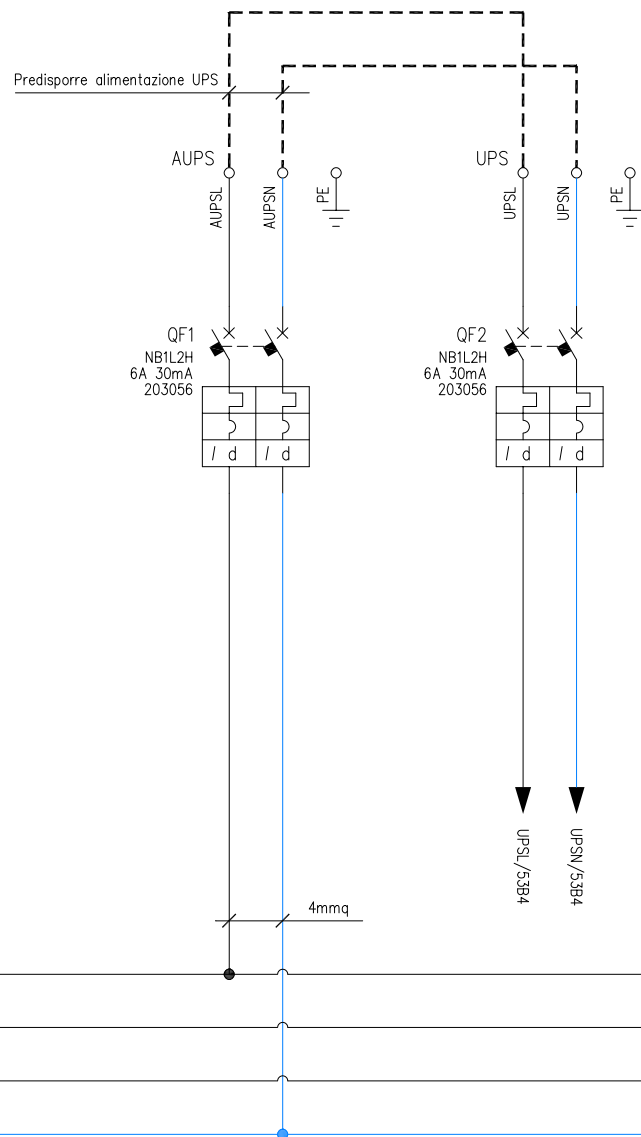 Predisporre alimentazione UPS
AUPS
UPS
AUPSL
AUPSN
PE
UPSL
UPSN
PE
QF1
NB1L2H
6A 30mA
203056
QF2
NB1L2H
6A 30mA
203056
I d
I d
I d
I d
UPSL/53B4
UPSN/53B4
4mmq